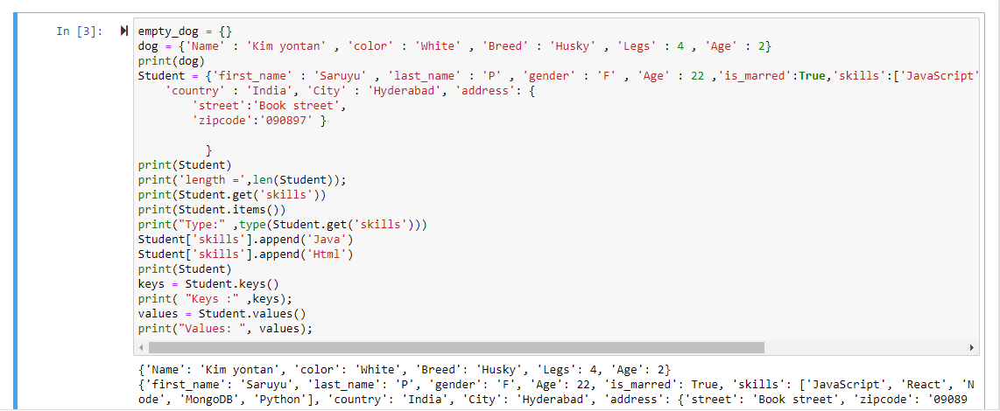 In [3]:
empty_dog = {}
dog = {'Name' : 'Kim yontan' , 'color' : 'White' , 'Breed' : 'Husky' , 'Legs' : 4 , 'Age' : 2}
print(dog)
Student = {'first_name' : 'Saruyu' , 'last_name' : 'P' , 'gender' : 'F' , 'Age' : 22 ,'is_marred':True,'skills':['JavaScript'
    'country' : 'India', 'City' : 'Hyderabad', 'address': {
        'street':'Book street',
        'zipcode':'090897' }
          }
print(Student)
print('length =',len(Student));
print(Student.get('skills'))
print(Student.items())
print("Type:" ,type(Student.get('skills')))
Student['skills'].append('Java')
Student['skills'].append('Html')
print(Student)
keys = Student.keys()
print( "Keys :" ,keys);
values = Student.values()
print("Values: ", values);
{'Name': 'Kim yontan', 'color': 'White', 'Breed': 'Husky', 'Legs': 4, 'Age': 2}
{'first_name': 'Saruyu', 'last_name': 'P', 'gender': 'F', 'Age': 22, 'is_marred': True, 'skills': ['JavaScript', 'React', 'N
ode', 'MongoDB', 'Python'], 'country': 'India', 'City': 'Hyderabad', 'address': {'street': 'Book street', 'zipcode': '09089